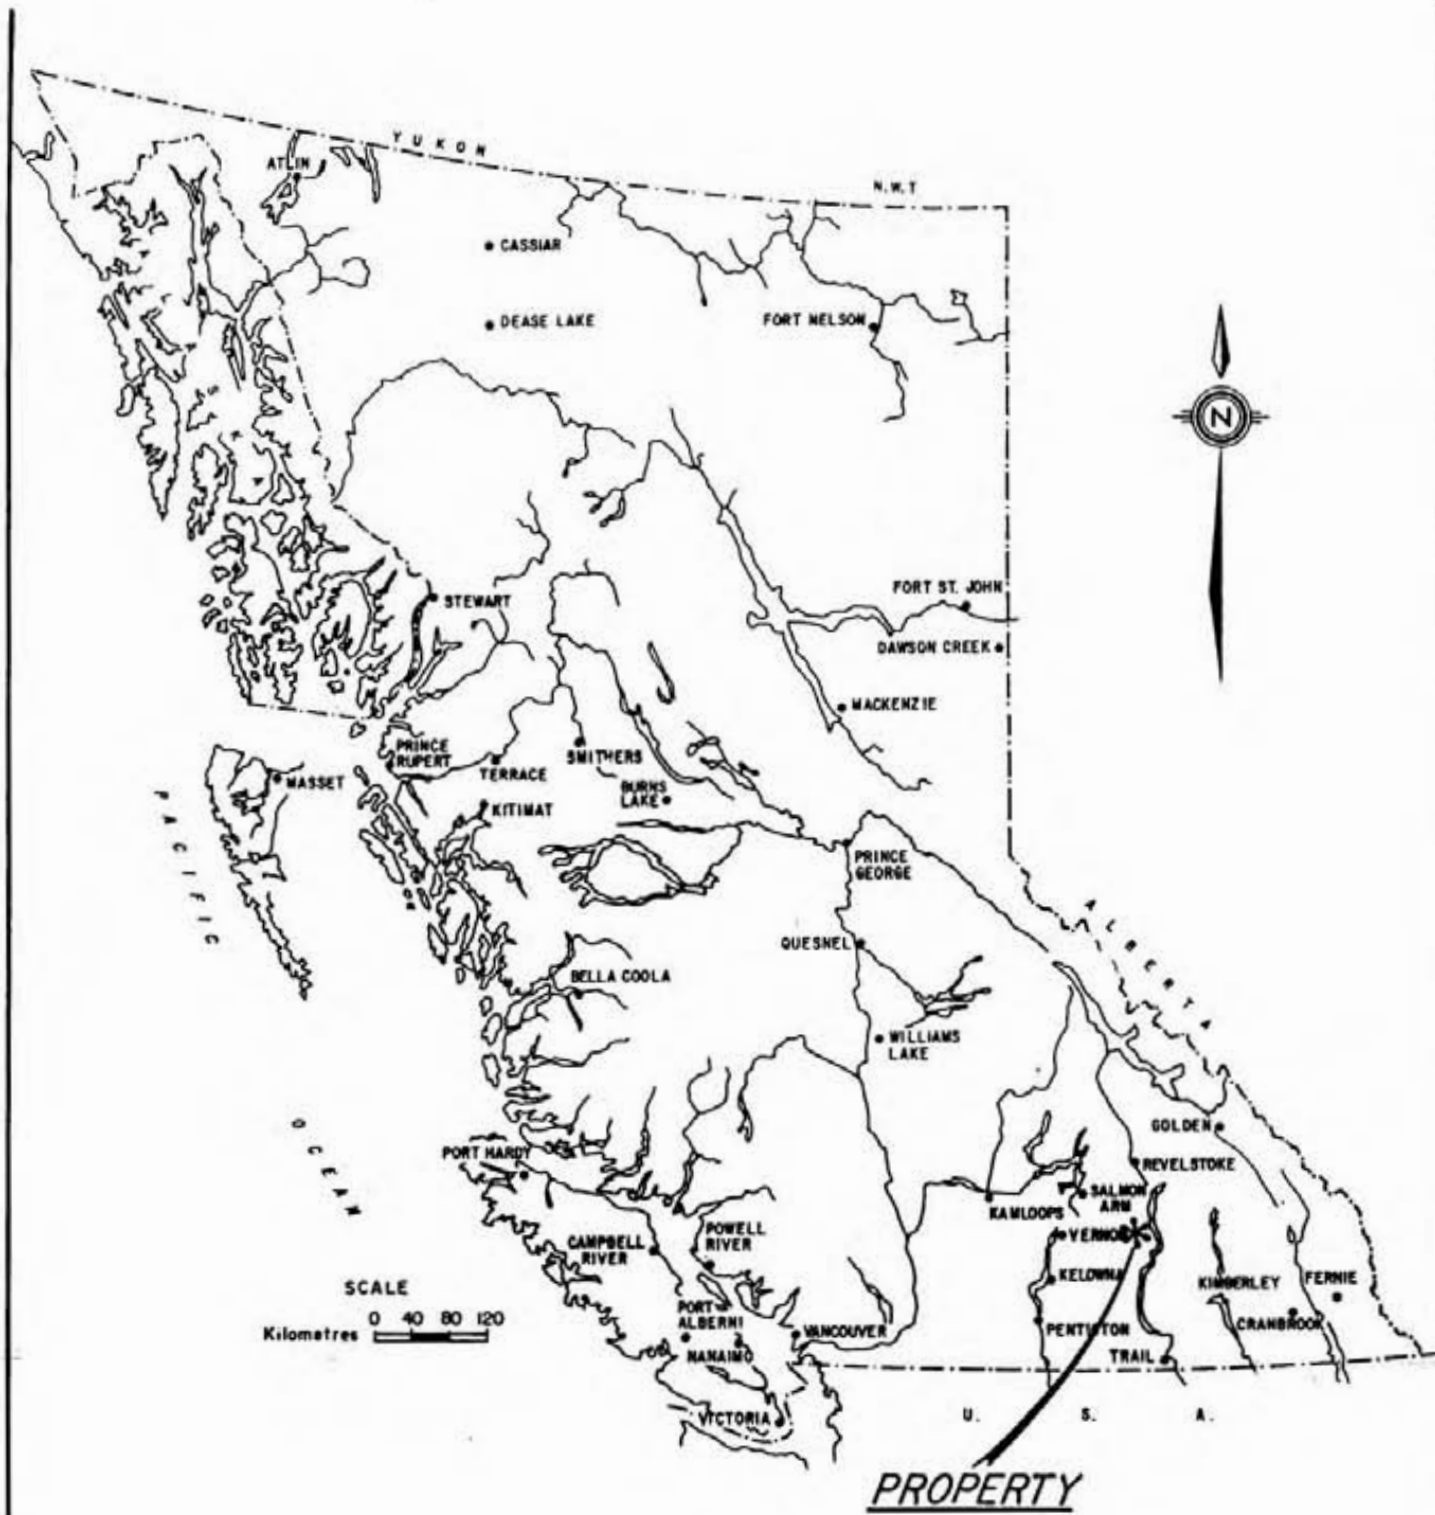 YUKON
N.W.T
ATLIN
CASSIAR
DEASE LAKE
FORT NELSON
ALASKA
N
FORT ST. JOHN
STEWART
DAWSON CREEK
MACKENZIE
PRINCE
RUPERT
SMITHERS
TERRACE
MASSET
BURNS
LAKE
KITIMAT
PACIFIC
PRINCE
GEORGE
ALBERTA
QUESNEL
BELLA COOLA
WILLIAMS
LAKE
OCEAN
GOLDEN
PORT HARDY
REVELSTOKE
SALMON
ARM
KAMLOOPS
POWELL
RIVER
VERNON
CAMPBELL
RIVER
KELOWNA
KIMBERLEY
FERNIE
SCALE
Kilometres 0 40 80 120
PORT
ALBERNI
CRANBROOK
VANCOUVER
PENTICTON
NANAIMO
TRAIL
VICTORIA
U. S. A.
PROPERTY